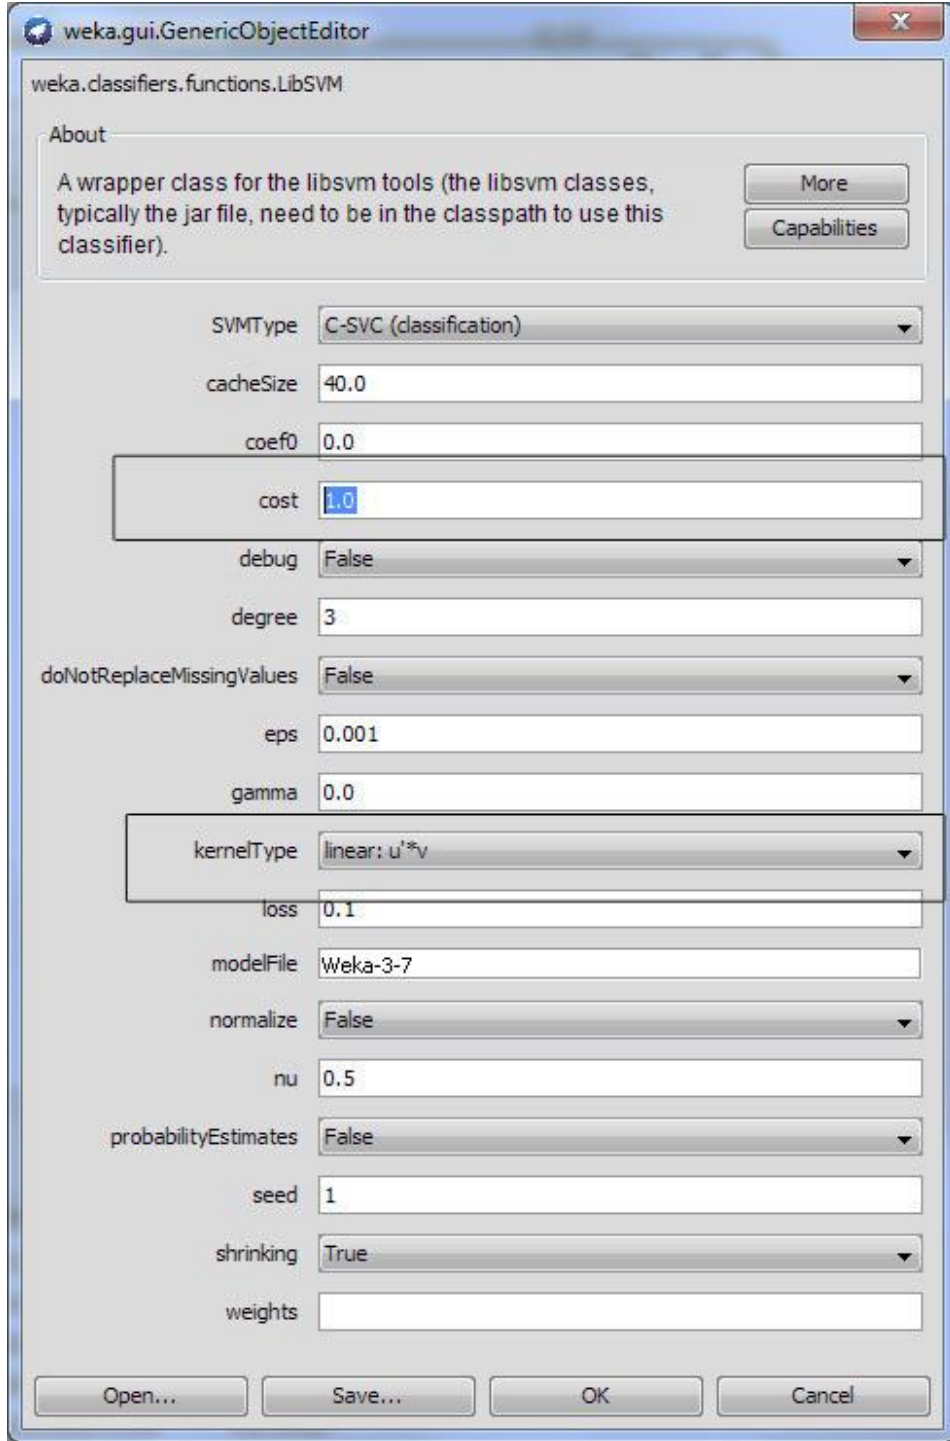 weka.gui.GenericObjectEditor
weka.classifiers.functions.LibSVM
About
A wrapper class for the libsvm tools (the libsvm classes,
typically the jar file, need to be in the classpath to use this
classifier).
More
Capabilities
SVMType C-SVC (classification)
cacheSize 40.0
coef0 0.0
cost 1.0
debug False
degree 3
doNotReplaceMissingValues False
eps 0.001
gamma 0.0
kernelType linear: u'*v
loss 0.1
modelFile Weka-3-7
normalize False
nu 0.5
probabilityEstimates False
seed 1
shrinking True
weights
Open... Save... OK Cancel